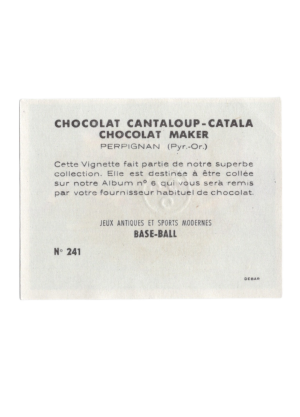 CHOCOLAT CANTALOUP-CATALA
CHOCOLAT MAKER
PERPIGNAN (Pyr.-Or.)
Cette Vignette fait partie de notre superbe
collection. Elle est destinée à être collée
sur notre Album n° 6 qui vous sera remis
par votre fournisseur habituel de chocolat.
JEUX ANTIQUES ET SPORTS MODERNES
BASE-BALL
N° 241